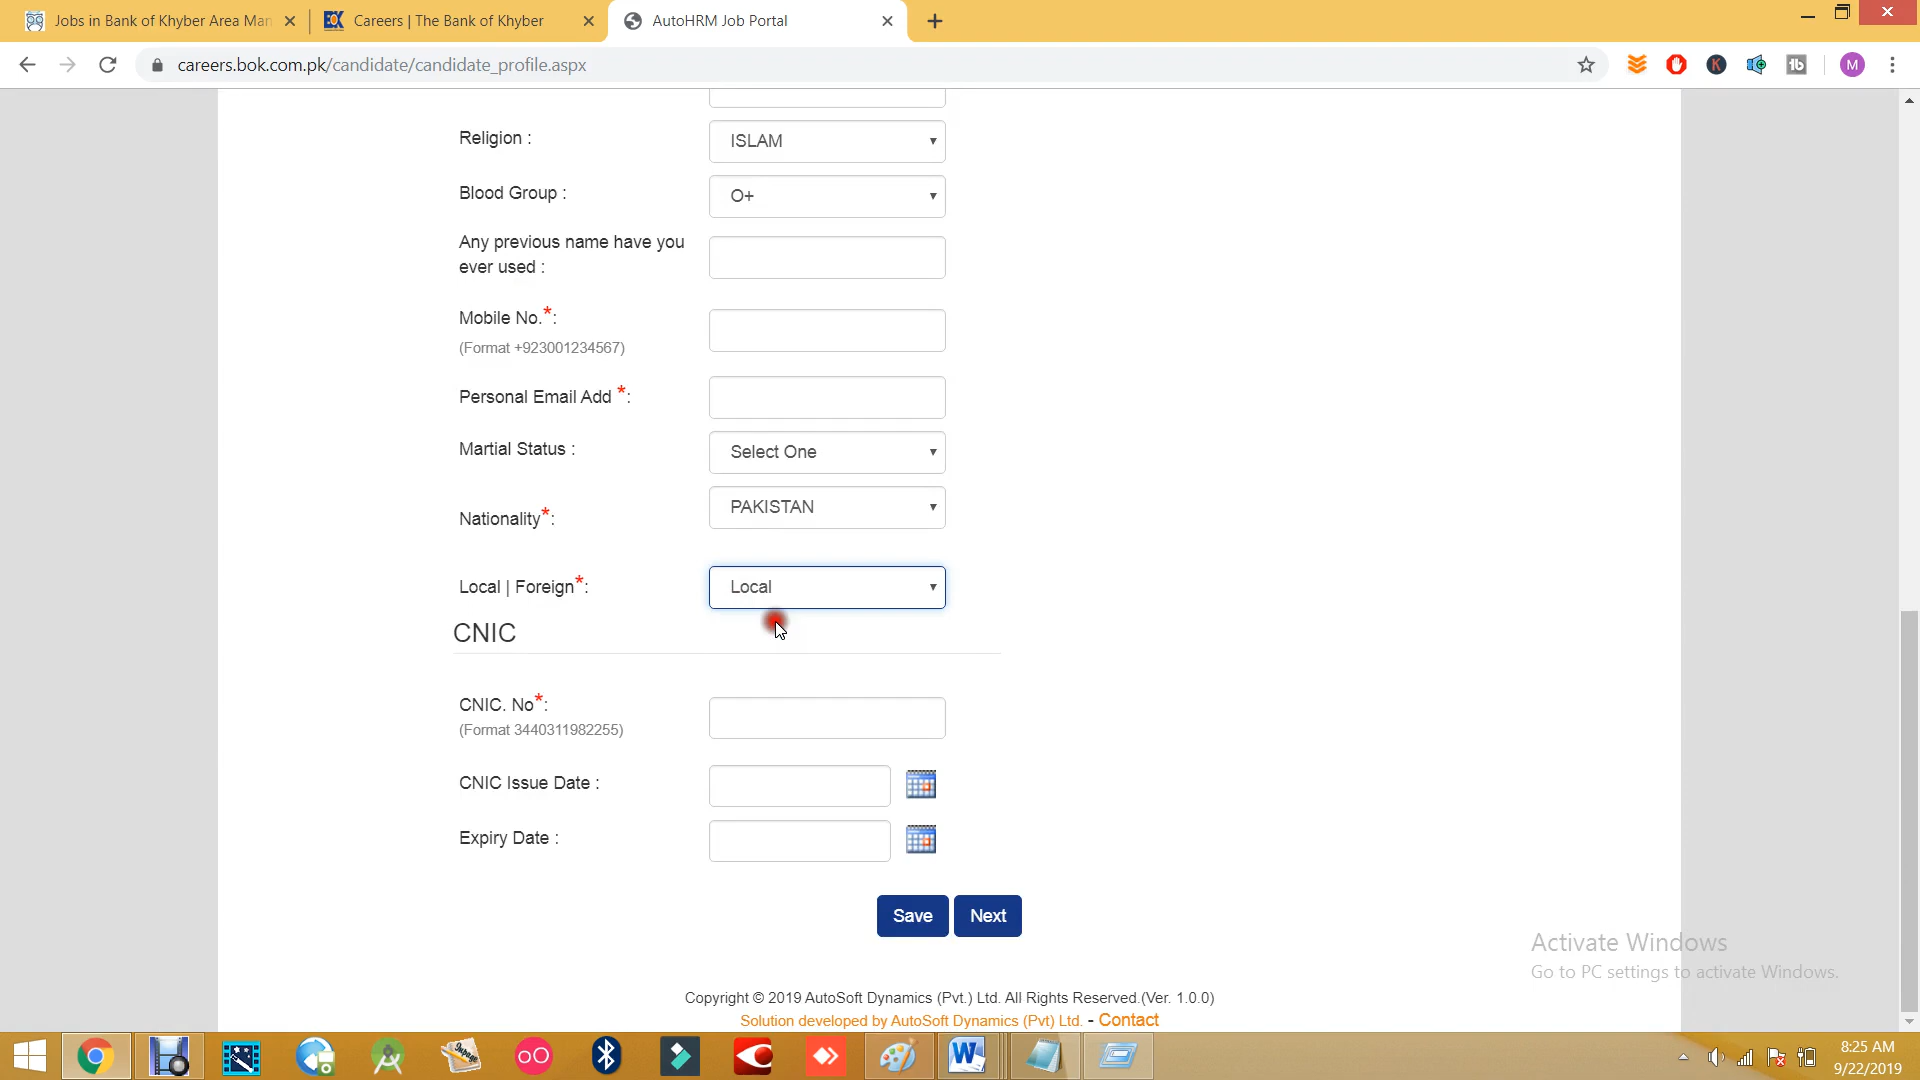 Jobs in Bank of Khyber Area Man
Careers | The Bank of Khyber
AutoHRM Job Portal
careers.bok.com.pk/candidate/candidate_profile.aspx
M
Religion :
ISLAM
Blood Group :
O+
Any previous name have you
ever used :
Mobile No.*:
(Format +923001234567)
Personal Email Add *:
Martial Status :
Select One
Nationality*:
PAKISTAN
Local | Foreign*:
Local
CNIC
CNIC. No*:
(Format 3440311982255)
CNIC Issue Date :
Expiry Date :
Save
Next
Activate Windows
Go to PC settings to activate Windows.
Copyright © 2019 AutoSoft Dynamics (Pvt.) Ltd. All Rights Reserved.(Ver. 1.0.0)
Solution developed by AutoSoft Dynamics (Pvt) Ltd. - Contact
8:25 AM
9/22/2019